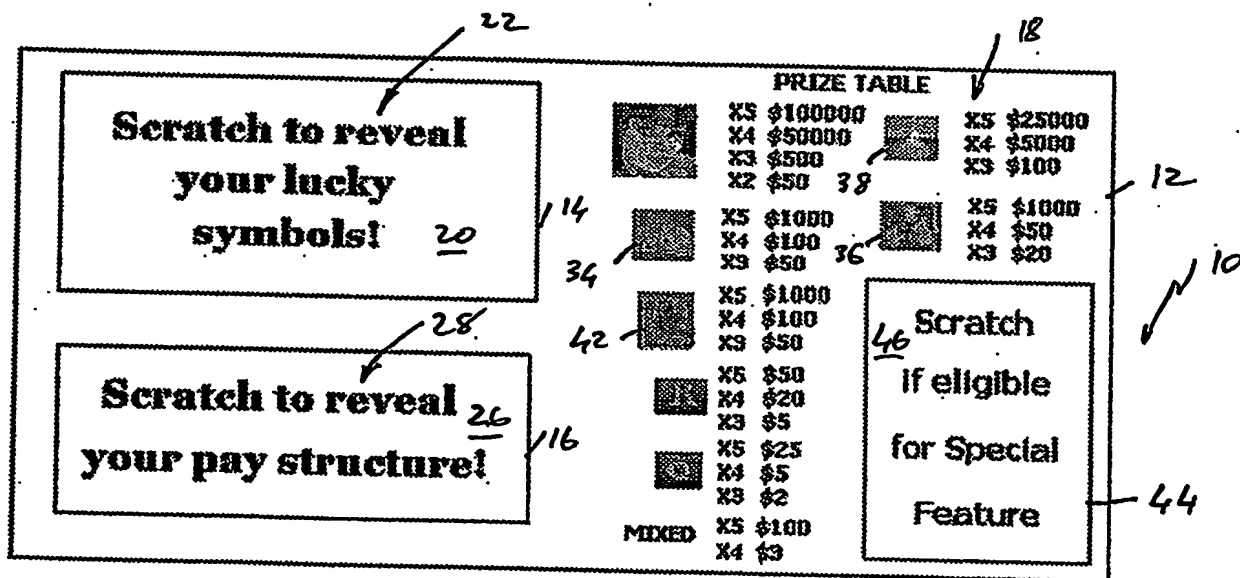 22
18
PRIZE TABLE
Scratch to reveal
your lucky
symbols!
20
14
X5 $100000
X4 $50000
X3 $500
X2 $50
38
X5 $25000
X4 $5000
X3 $100
12
34
X5 $1000
X4 $100
X3 $50
36
X5 $1000
X4 $50
X3 $20
10
42
X5 $1000
X4 $100
X3 $50
28
Scratch to reveal
your pay structure!
26
16
X5 $50
X4 $20
X3 $5
X5 $25
X4 $5
X3 $2
MIXED
X5 $100
X4 $3
46
Scratch
if eligible
for Special
Feature
44